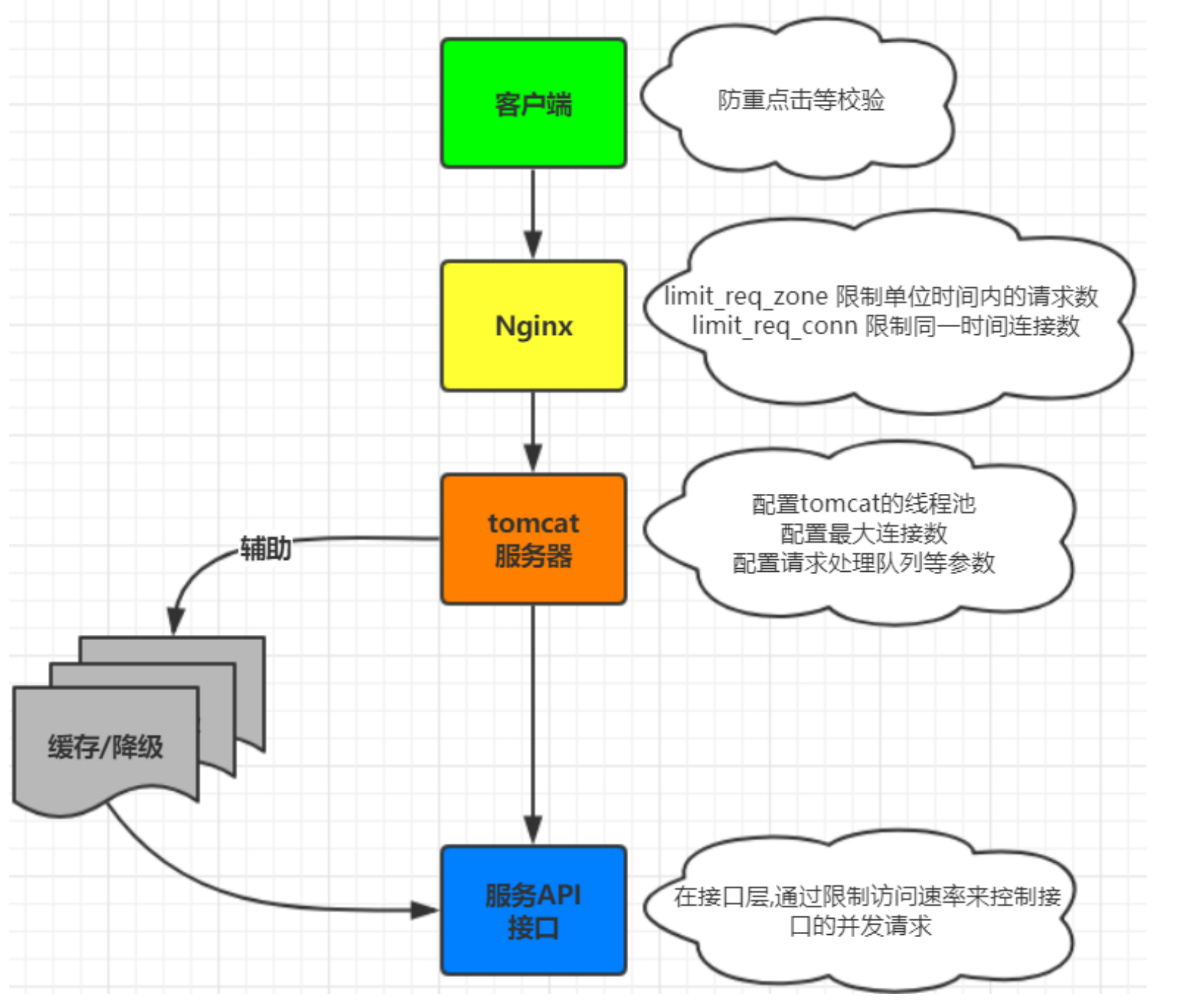 客户端
防重点击等校验
Nginx
limit_req_zone 限制单位时间内的请求数
limit_req_conn 限制同一时间连接数
tomcat
服务器
配置tomcat的线程池
配置最大连接数
配置请求处理队列等参数
辅助
缓存/降级
服务API
接口
在接口层,通过限制访问速率来控制接
口的并发请求